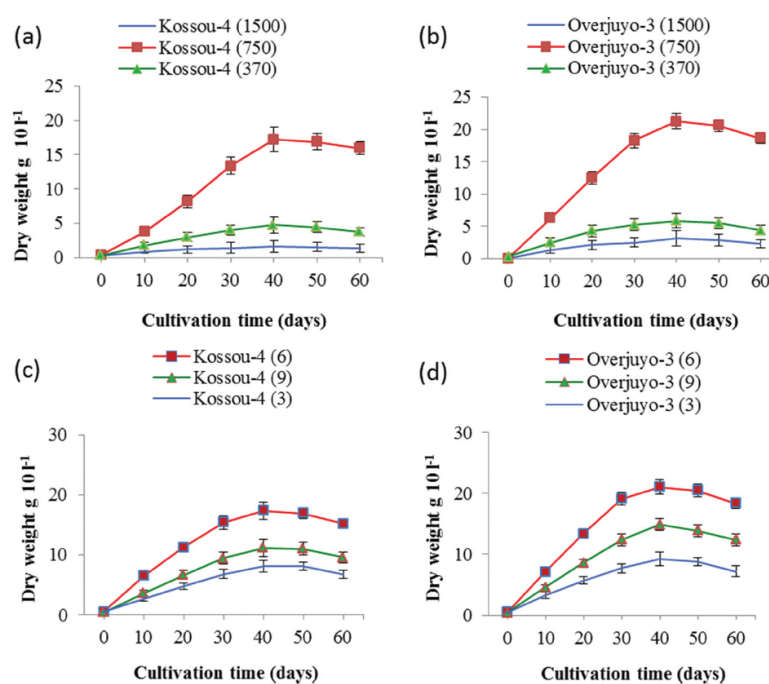 (a)
Kossou-4 (1500)
Kossou-4 (750)
Kossou-4 (370)
Dry weight g 10 l-1
25
20
15
10
5
0
0 10 20 30 40 50 60
Cultivation time (days)
(b)
Overjuyo-3 (1500)
Overjuyo-3 (750)
Overjuyo-3 (370)
Dry weight g 10 l-1
25
20
15
10
5
0
0 10 20 30 40 50 60
Cultivation time (days)
(c)
Kossou-4 (6)
Kossou-4 (9)
Kossou-4 (3)
Dry weight g 10 l-1
30
20
10
0
0 10 20 30 40 50 60
Cultivation time (days)
(d)
Overjuyo-3 (6)
Overjuyo-3 (9)
Overjuyo-3 (3)
Dry weight g 10 l-1
30
20
10
0
0 10 20 30 40 50 60
Cultivation time (days)